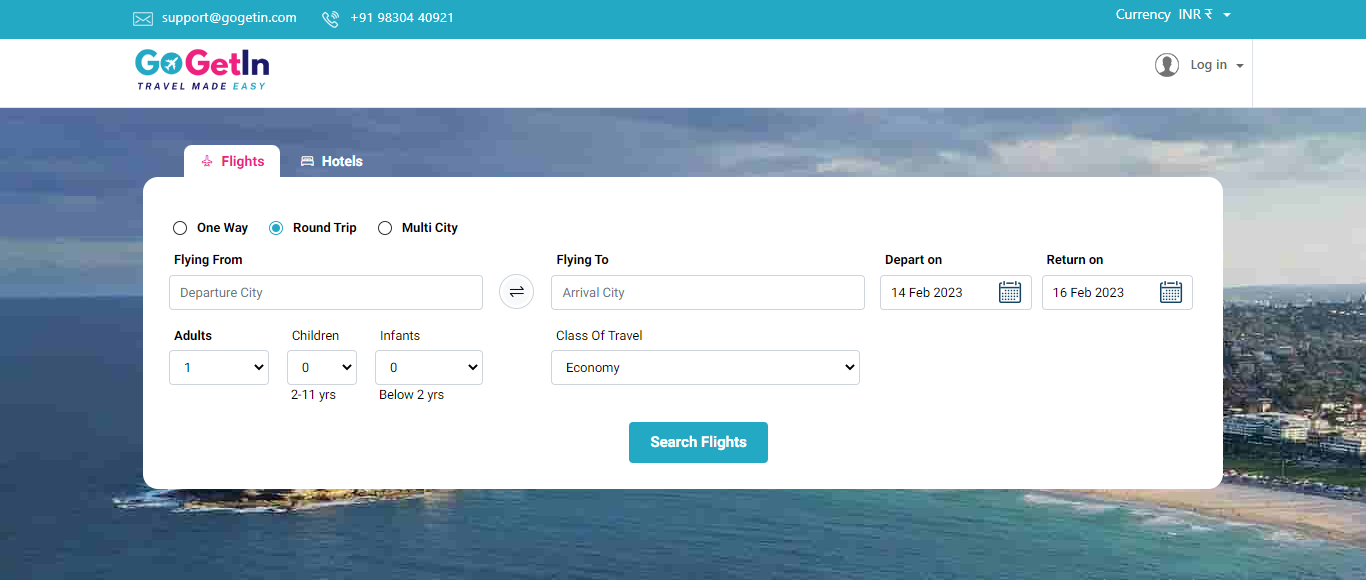 support@gogetin.com +91 98304 40921 Currency INR ₹
GoGetIn
TRAVEL MADE EASY
Log in
Flights Hotels
One Way Round Trip Multi City
Flying From Flying To Depart on Return on
Departure City Arrival City 14 Feb 2023 16 Feb 2023
Adults Children Infants Class Of Travel
1 0 0 Economy
2-11 yrs Below 2 yrs
Search Flights